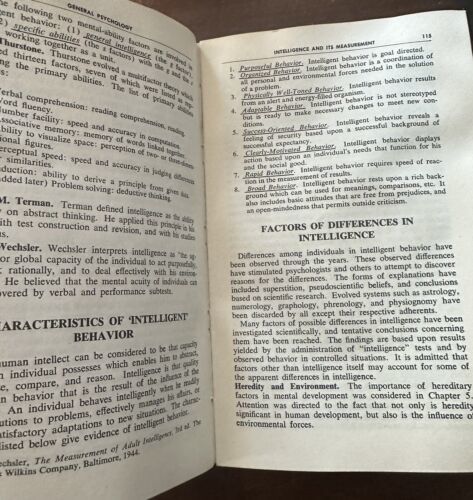 GENERAL PSYCHOLOGY
following two mental-ability factors are involved in
behavior: (1) general intelligence (the g factor),
(2) specific abilities (the s factors) with the g and s
working together as a unit.
Thurstone. Thurstone evolved a multifactor theory which
thirteen factors, seven of which were listed as
the primary abilities. The list of primary abilities
Verbal comprehension: reading comprehension, reading.
Word fluency:
Number facility: speed and accuracy in computation.
Associative memory: memory of words linked
Ability to visualize space: perception of two- or three-
onal figures.
erceptual speed: speed and accuracy in judging differences
similarities.
duction: ability to derive a principle from given data.
added later) Problem solving: deductive thinking.
M. Terman. Terman defined intelligence as the ability
on abstract thinking. He applied this principle in his
with test construction and revision, and with his studies
Wechsler. Wechsler interprets intelligence as the "ag-
or global capacity of the individual to act purposefully,
rationally, and to deal effectively with his environ-
He believed that the mental acuity of individuals can
overed by verbal and performance subtests.
CHARACTERISTICS OF 'INTELLIGENT'
BEHAVIOR
human intellect can be considered to be that capacity
individual possesses which enables him to abstract,
compare, and reason. Intelligence is that quality
n behavior that is the result of the influence of the
An individual behaves intelligently when he readily
utions to problems, effectively manages his affairs, or
tisfactory adaptations to new situations. The charac-
listed below give evidence of intelligent behavior.
echsler, The Measurement of Adult Intelligence, 3rd ed. The
Wilkins Company, Baltimore, 1944.
INTELLIGENCE AND ITS MEASUREMENT 115
1. Purposeful Behavior. Intelligent behavior is goal directed.
2. Organized Behavior. Intelligent behavior is a coordination of
all personal and environmental forces needed in the solution
of a problem.
3. Physically Well-Toned Behavior. Intelligent behavior results
from an alert and energy-filled organism.
4. Adaptable Behavior. Intelligent behavior is not stereotyped
but is ready to make necessary changes to meet new con-
ditions.
5. Success-Oriented Behavior. Intelligent behavior reveals a
feeling of security based upon a successful background of
successful expectancy.
6. Clearly-Motivated Behavior. Intelligent behavior displays
action based upon an individual's needs that function for his
and the social good.
7. Rapid Behavior. Intelligent behavior requires speed of reac-
tion in the measurement of results.
8. Broad Behavior. Intelligent behavior rests upon a rich back-
ground which can be used for meanings, comparisons, etc. It
also includes basic attitudes that are free from prejudices, and
an open-mindedness that permits outside criticism.
FACTORS OF DIFFERENCES IN
INTELLIGENCE
Differences among individuals in intelligent behavior have
been observed through the years. These observed differences
have stimulated psychologists and others to attempt to discover
reasons for the differences. The forms of explanations have
included superstition, pseudoscientific beliefs, and conclusions
based on scientific research. Evolved systems such as astrology,
numerology, graphology, phrenology, and physiognomy have
been discarded by all except their respective adherents.
Many factors of possible differences in intelligence have been
investigated scientifically, and tentative conclusions concerning
them have been reached. The findings are based upon results
yielded by the administration of "intelligence" tests and by
observed behavior in controlled situations. It is admitted that
factors other than intelligence itself may account for some of
the apparent differences in intelligence.
Heredity and Environment. The importance of hereditary
factors in mental development was considered in Chapter 5.
Attention was directed to the fact that not only is heredity
significant in human development, but also is the influence of
environmental forces.